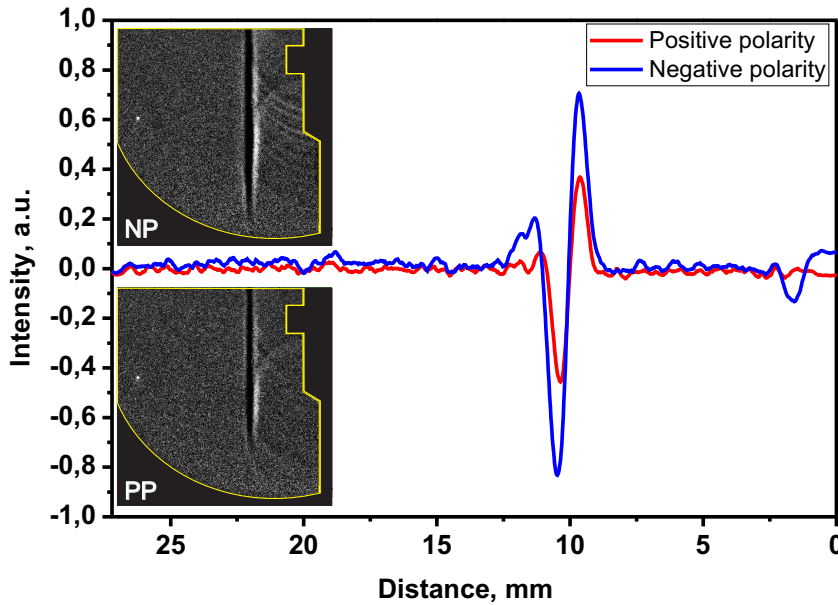 1,0
0,8
0,6
0,4
0,2
0,0
-0,2
-0,4
-0,6
-0,8
-1,0
Intensity, a.u.
Positive polarity
Negative polarity
NP
PP
25 20 15 10 5 0
Distance, mm